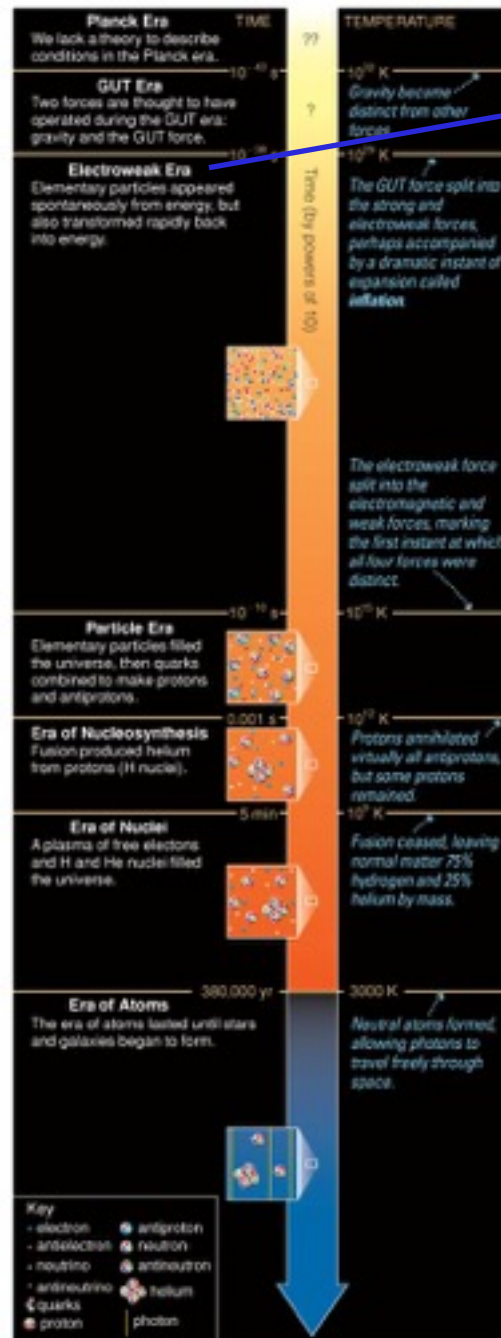 Planck Era
TIME
TEMPERATURE
We lack a theory to describe
conditions in the Planck era.
??
10⁻⁴³ s
10³² K
GUT Era
Two forces are thought to have
operated during the GUT era:
gravity and the GUT force.
?
Gravity became
distinct from other
forces.
Electroweak Era
Elementary particles appeared
spontaneously from energy, but
also transformed rapidly back
into energy.
Time (by powers of 10)
The GUT force split into
the strong and
electroweak forces,
perhaps accompanied
by a dramatic instant of
expansion called
inflation.
The electroweak force
split into the
electromagnetic and
weak forces, marking
the first instant at which
all four forces were
distinct.
10⁻¹⁰ s
10¹⁵ K
Particle Era
Elementary particles filled
the universe, then quarks
combined to make protons
and antiprotons.
0.001 s
10¹² K
Era of Nucleosynthesis
Fusion produced helium
from protons (H nuclei).
Protons annihilated
virtually all antiprotons,
but some protons
remained.
5 min
10⁹ K
Era of Nuclei
A plasma of free electons
and H and He nuclei filled
the universe.
Fusion ceased, leaving
normal matter 75%
hydrogen and 25%
helium by mass.
380,000 yr
3000 K
Era of Atoms
The era of atoms lasted until stars
and galaxies began to form.
Neutral atoms formed,
allowing photons to
travel freely through
space.
Key
electron
antiproton
antielectron
neutron
neutrino
antineutron
antineutrino
helium
quarks
proton
photon